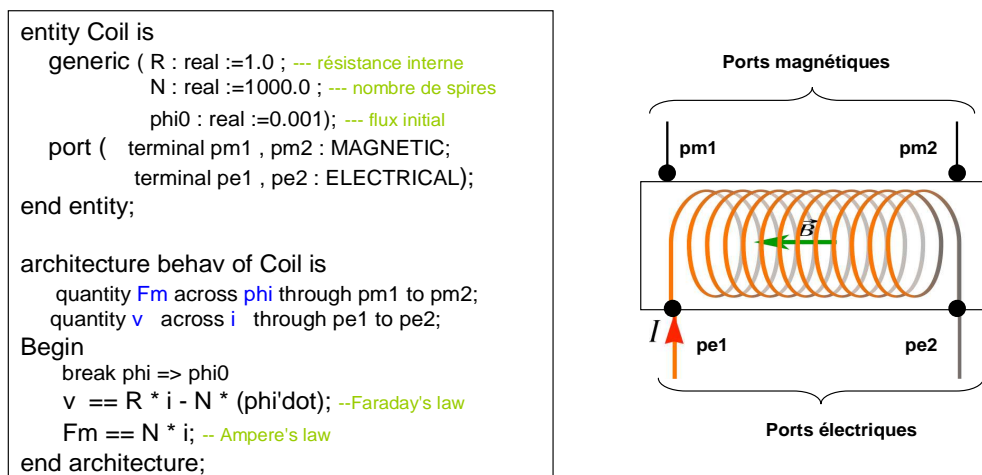 entity Coil is
generic ( R : real :=1.0 ; --- résistance interne
N : real :=1000.0 ; --- nombre de spires
phi0 : real :=0.001); --- flux initial
port ( terminal pm1 , pm2 : MAGNETIC;
terminal pe1 , pe2 : ELECTRICAL);
end entity;
architecture behav of Coil is
quantity Fm across phi through pm1 to pm2;
quantity v across i through pe1 to pe2;
Begin
break phi => phi0
v == R * i - N * (phi'dot); --Faraday's law
Fm == N * i; -- Ampere's law
end architecture;
Ports magnétiques
pm1 pm2
B
I pe1 pe2
Ports électriques